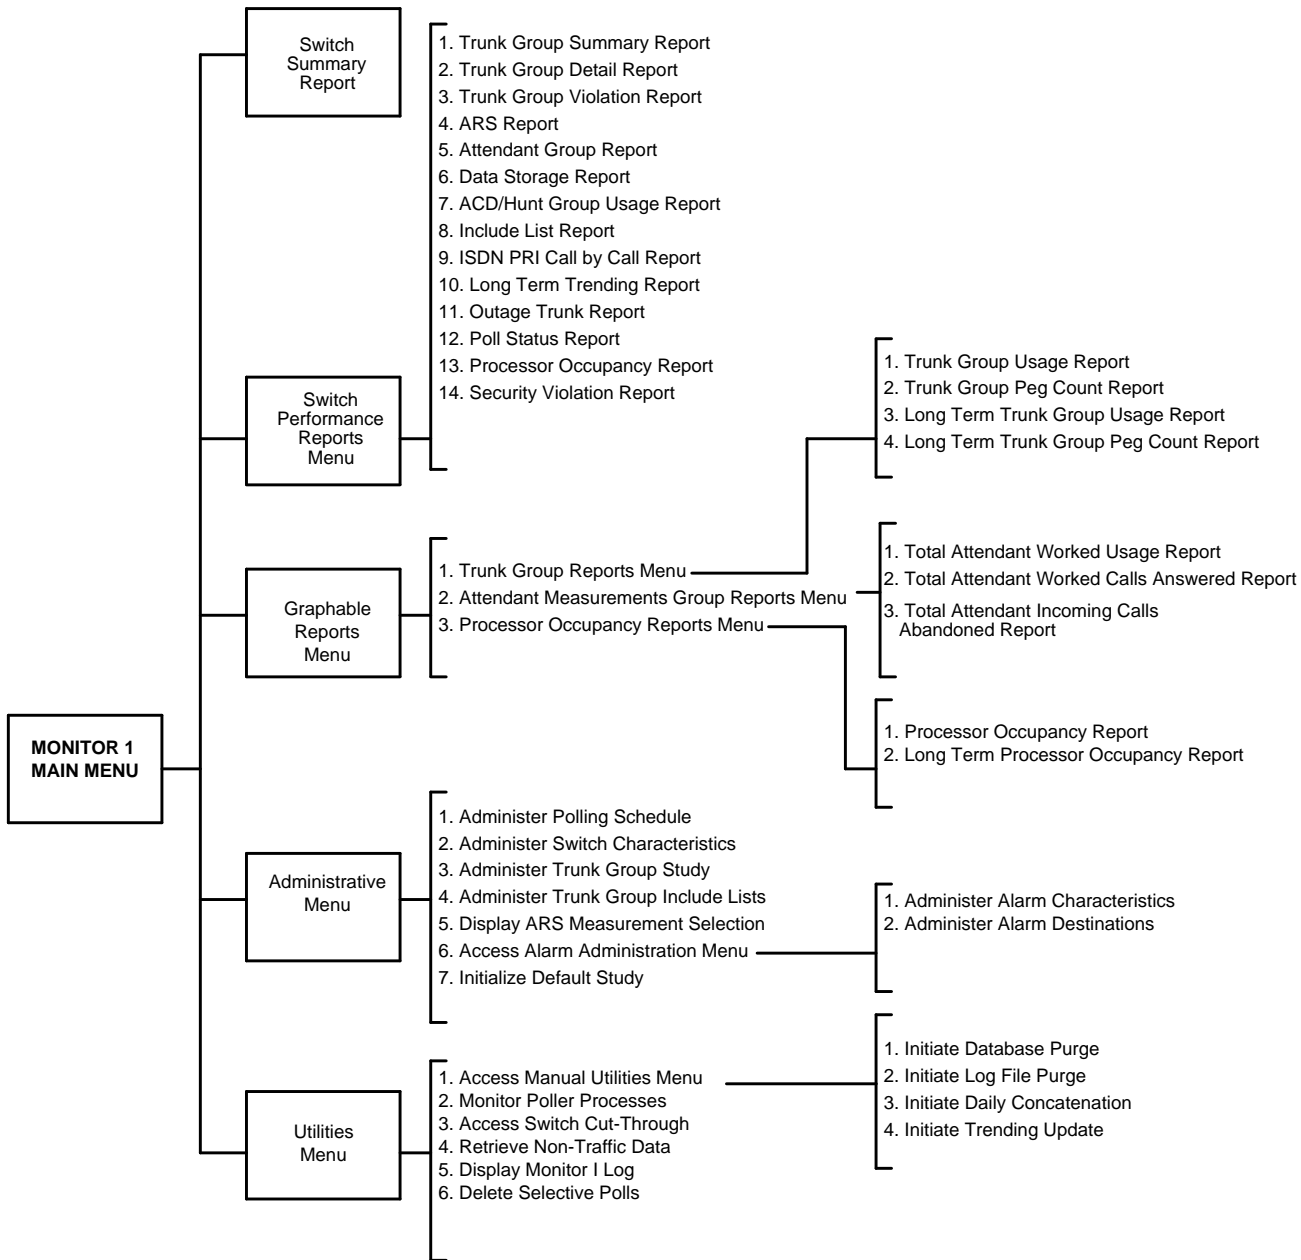 MONITOR 1
MAIN MENU
Switch
Summary
Report
Switch
Performance
Reports
Menu
1. Trunk Group Summary Report
2. Trunk Group Detail Report
3. Trunk Group Violation Report
4. ARS Report
5. Attendant Group Report
6. Data Storage Report
7. ACD/Hunt Group Usage Report
8. Include List Report
9. ISDN PRI Call by Call Report
10. Long Term Trending Report
11. Outage Trunk Report
12. Poll Status Report
13. Processor Occupancy Report
14. Security Violation Report
Graphable
Reports
Menu
1. Trunk Group Reports Menu
2. Attendant Measurements Group Reports Menu
3. Processor Occupancy Reports Menu
1. Trunk Group Usage Report
2. Trunk Group Peg Count Report
3. Long Term Trunk Group Usage Report
4. Long Term Trunk Group Peg Count Report
1. Total Attendant Worked Usage Report
2. Total Attendant Worked Calls Answered Report
3. Total Attendant Incoming Calls
Abandoned Report
1. Processor Occupancy Report
2. Long Term Processor Occupancy Report
Administrative
Menu
1. Administer Polling Schedule
2. Administer Switch Characteristics
3. Administer Trunk Group Study
4. Administer Trunk Group Include Lists
5. Display ARS Measurement Selection
6. Access Alarm Administration Menu
7. Initialize Default Study
1. Administer Alarm Characteristics
2. Administer Alarm Destinations
Utilities
Menu
1. Access Manual Utilities Menu
2. Monitor Poller Processes
3. Access Switch Cut-Through
4. Retrieve Non-Traffic Data
5. Display Monitor I Log
6. Delete Selective Polls
1. Initiate Database Purge
2. Initiate Log File Purge
3. Initiate Daily Concatenation
4. Initiate Trending Update